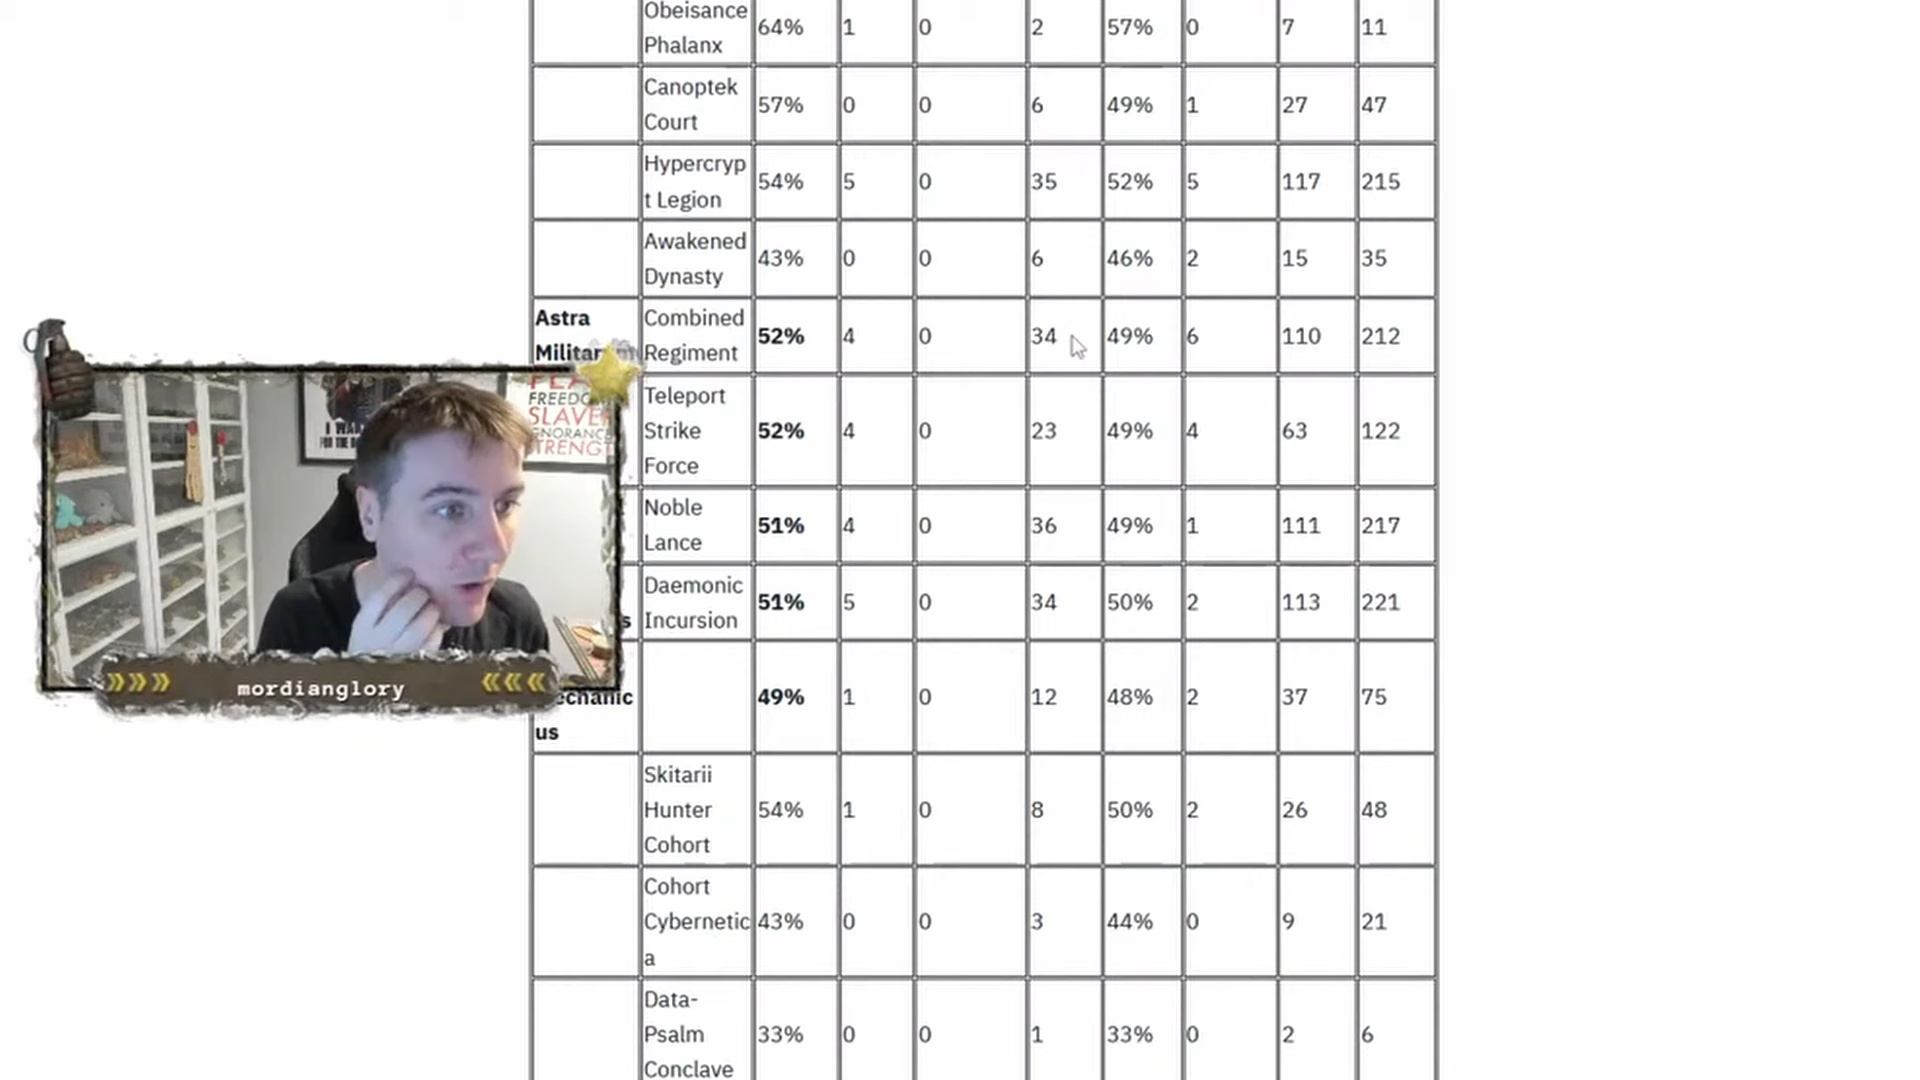 Obeisance
Phalanx 64% 1 0 2 57% 0 7 11
Canoptek
Court 57% 0 0 6 49% 1 27 47
Hypercryp
t Legion 54% 5 0 35 52% 5 117 215
Awakened
Dynasty 43% 0 0 6 46% 2 15 35
Astra Combined
Regiment 52% 4 0 34 49% 6 110 212
Teleport
Strike
Force 52% 4 0 23 49% 4 63 122
Noble
Lance 51% 4 0 36 49% 1 111 217
Daemonic
Incursion 51% 5 0 34 50% 2 113 221
us 49% 1 0 12 48% 2 37 75
Skitarii
Hunter
Cohort 54% 1 0 8 50% 2 26 48
Cohort
Cybernetic
a 43% 0 0 3 44% 0 9 21
Data-
Psalm
Conclave 33% 0 0 1 33% 0 2 6
mordianglory